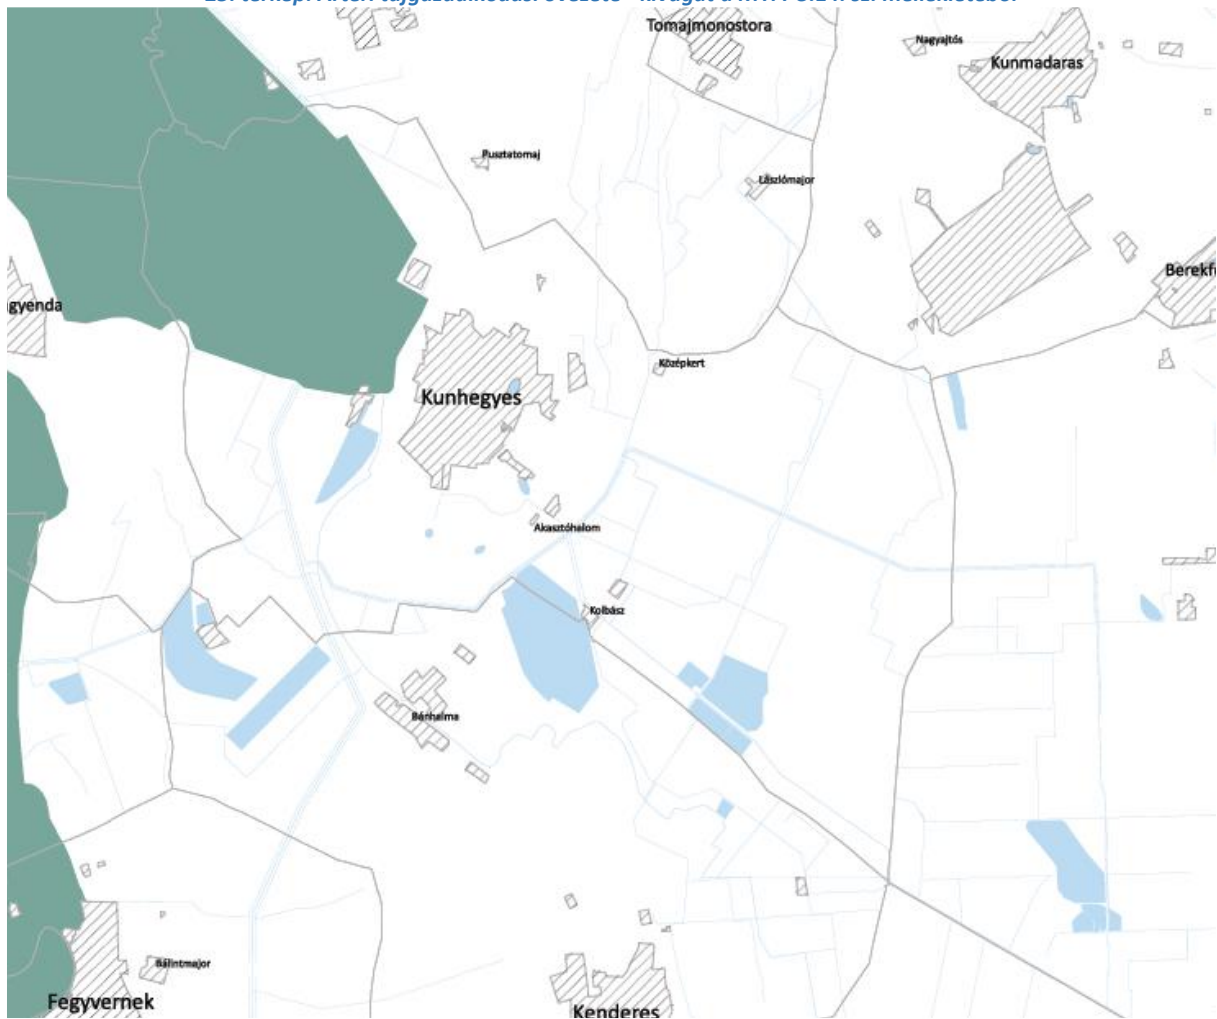 Tomajmonostora
Nagyajtós
Kunmadaras
Pusztatomaj
Lászlómajor
Berekf
gyenda
Középkert
Kunhegyes
Akasztóhalom
Kolbász
Bánhalma
Bálintmajor
Fegyvernek
Kenderes